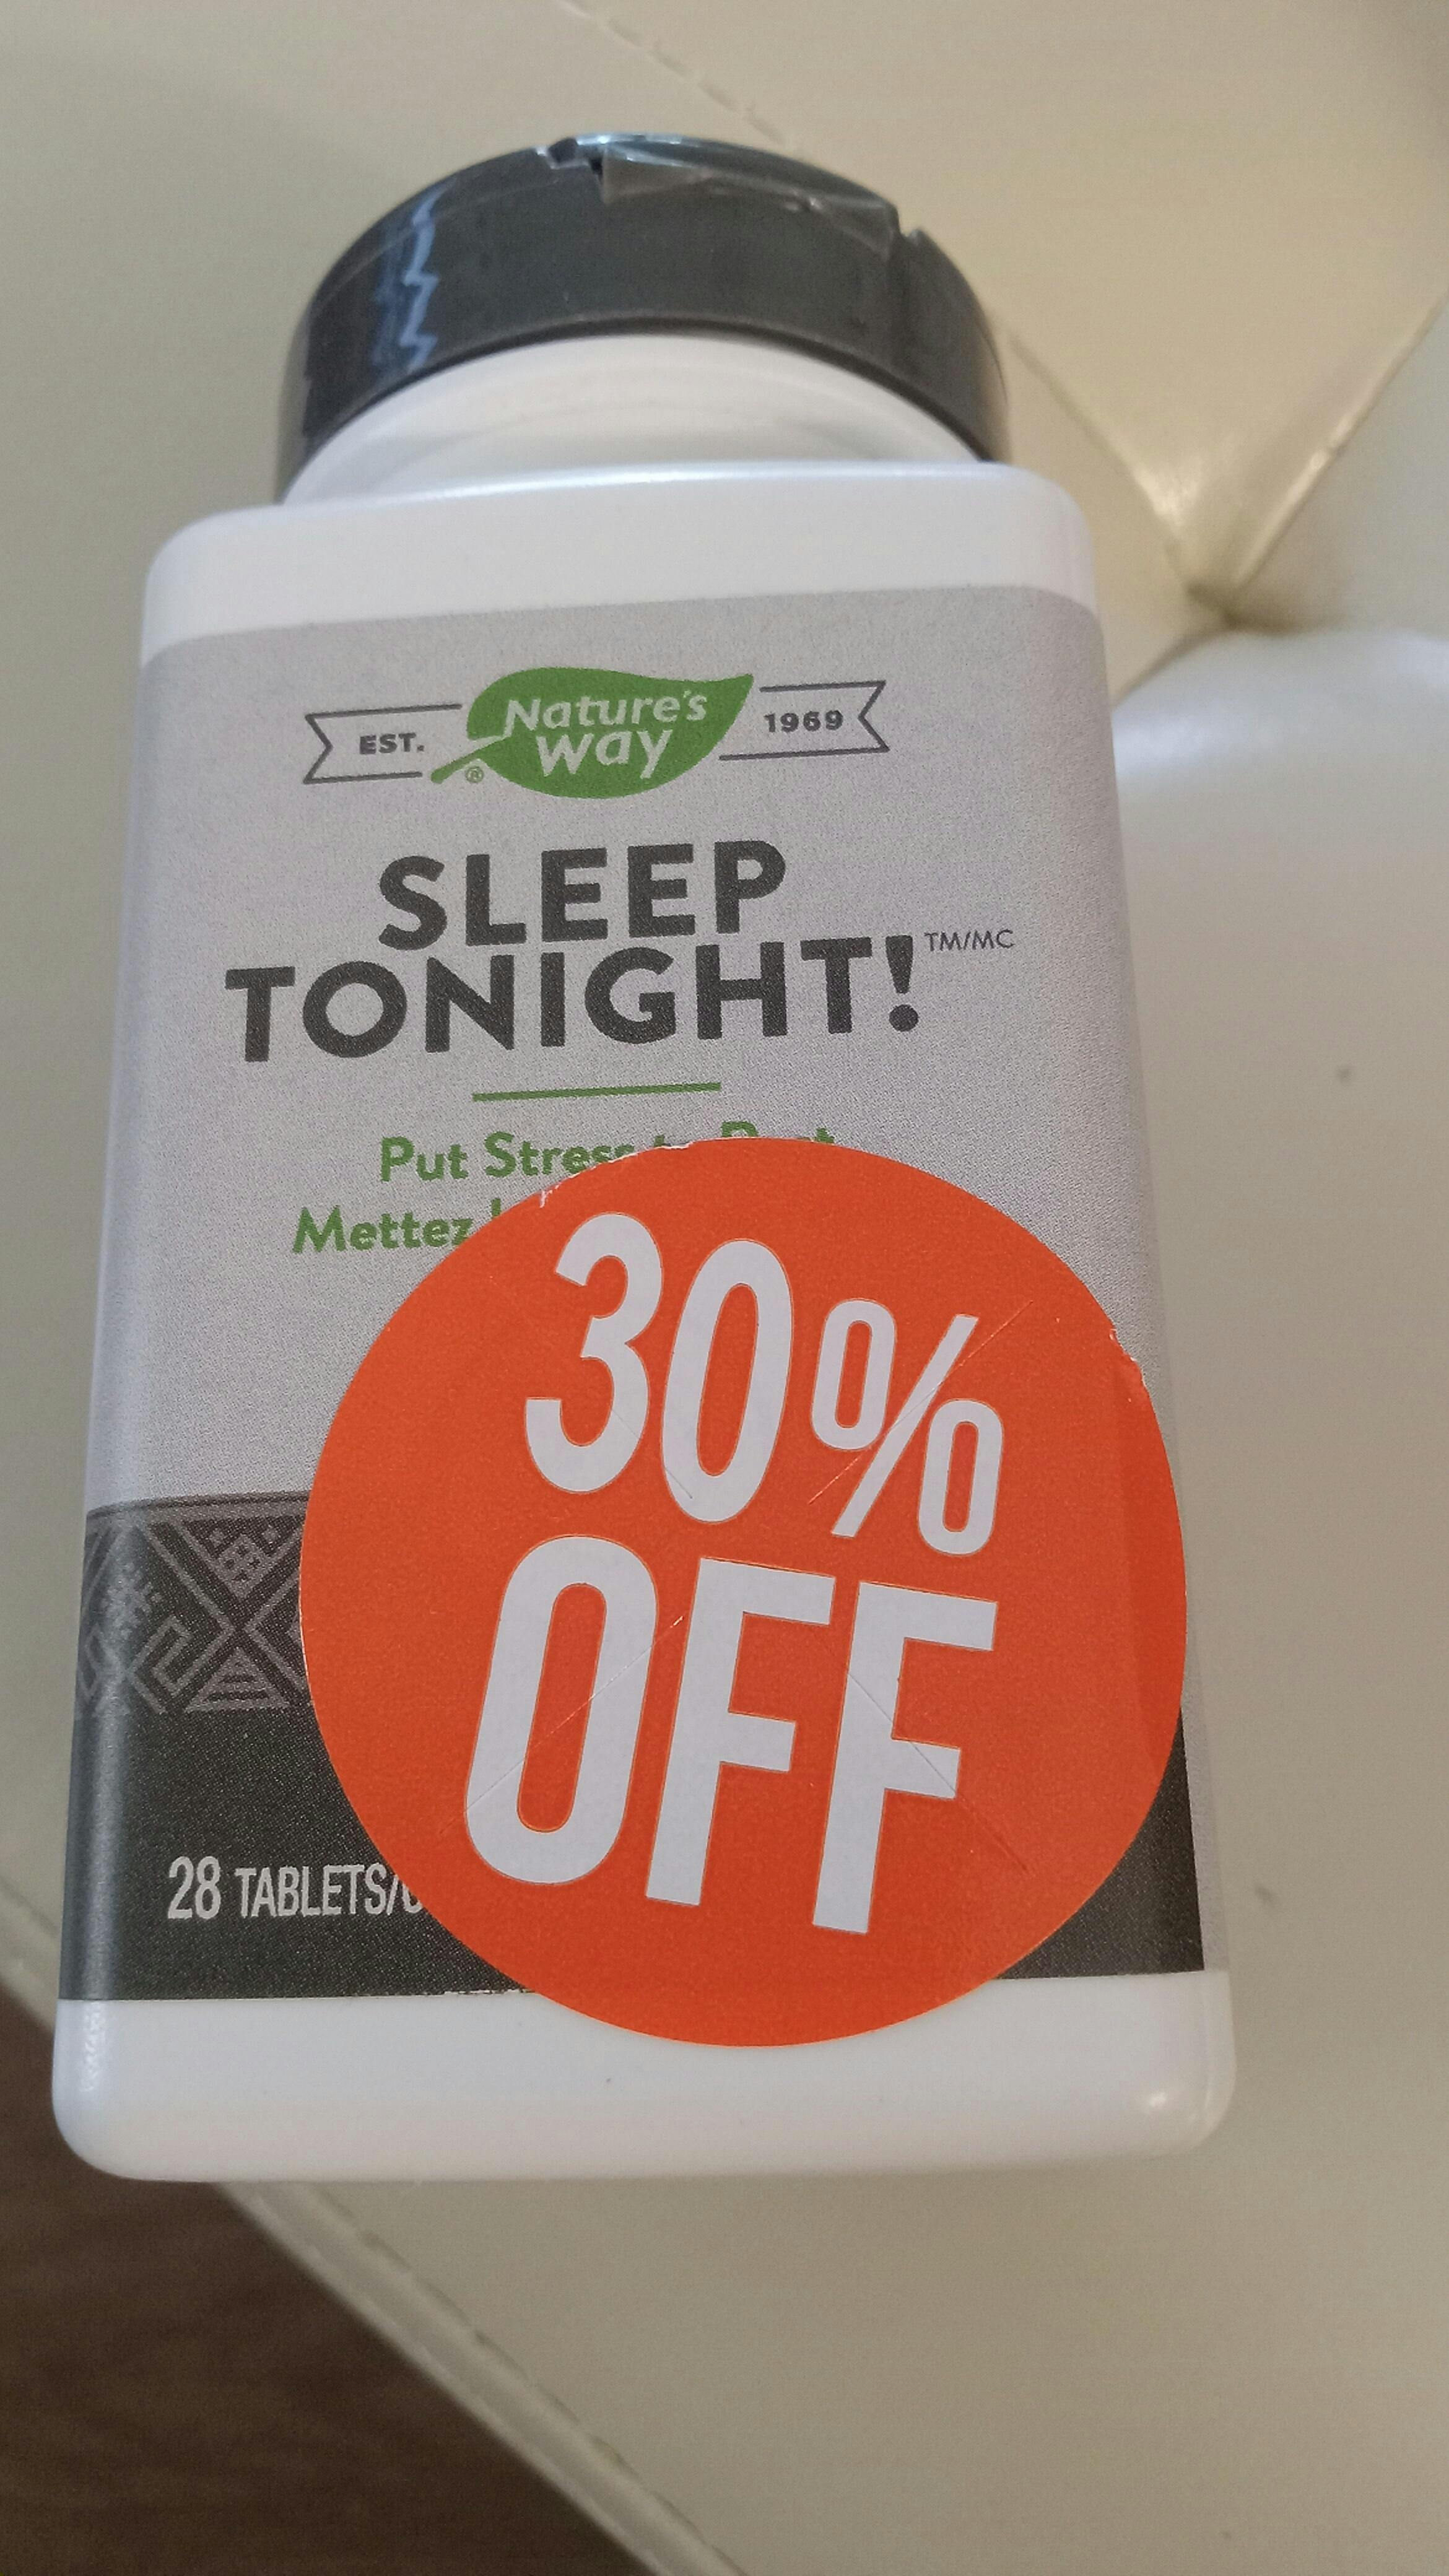 EST. Nature's Way® 1969
SLEEP
TONIGHT!™/MC
Put Stress
Mettez
30%
OFF
28 TABLETS/